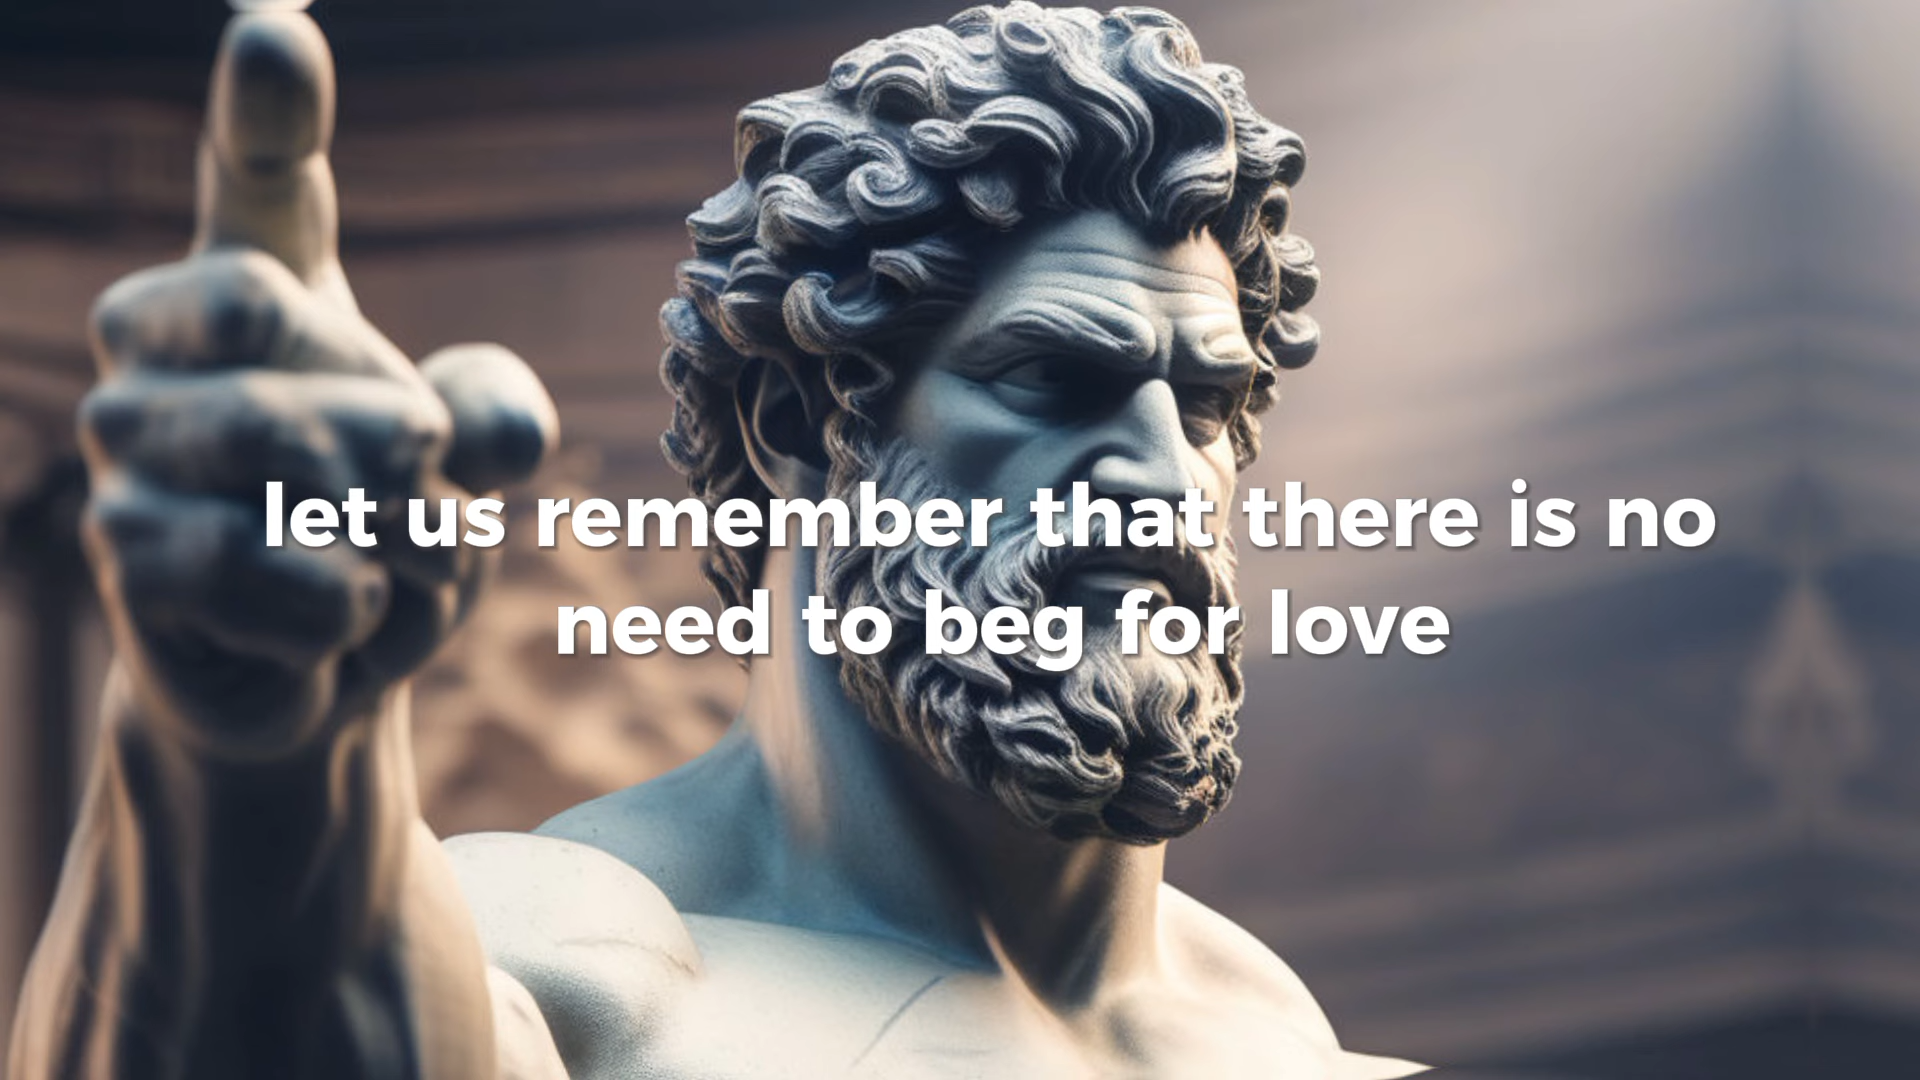 let us remember that there is no
need to beg for love